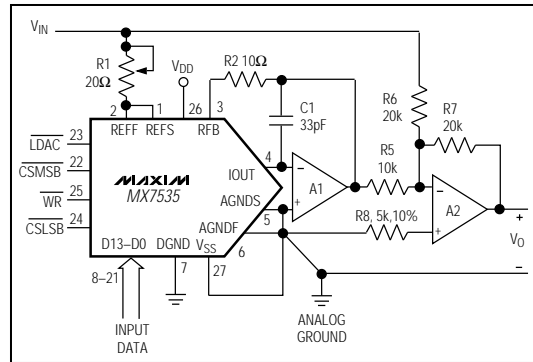 VIN
R1
20Ω
VDD
R2 10Ω
C1
33pF
R6
20k
R7
20k
2
1
26
3
REFF
REFS
RFB
LDAC
23
CSMSB
22
WR
25
CSLSB
24
MAXIM
MX7535
IOUT
4
AGNDS
5
AGNDF
6
A1
R5
10k
R8, 5k,10%
A2
+
VO
–
–
+
–
+
D13–D0
DGND
VSS
8–21
7
27
INPUT
DATA
ANALOG
GROUND